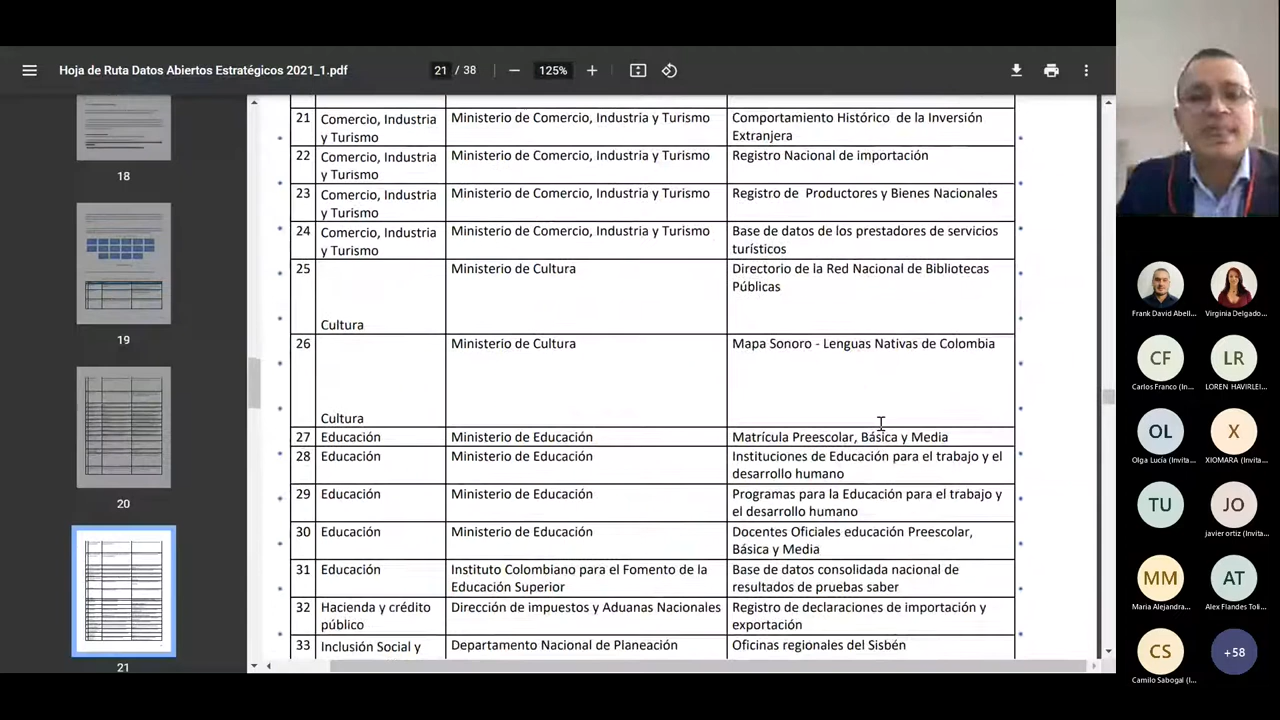 Hoja de Ruta Datos Abiertos Estratégicos 2021_1.pdf
21 / 38
125%
18
19
20
21
21 Comercio, Industria Ministerio de Comercio, Industria y Turismo Comportamiento Histórico de la Inversión
y Turismo Extranjera
22 Comercio, Industria Ministerio de Comercio, Industria y Turismo Registro Nacional de importación
y Turismo
23 Comercio, Industria Ministerio de Comercio, Industria y Turismo Registro de Productores y Bienes Nacionales
y Turismo
24 Comercio, Industria Ministerio de Comercio, Industria y Turismo Base de datos de los prestadores de servicios
y Turismo turísticos
25 Ministerio de Cultura Directorio de la Red Nacional de Bibliotecas
Públicas
Cultura
26 Ministerio de Cultura Mapa Sonoro - Lenguas Nativas de Colombia
Cultura
27 Educación Ministerio de Educación Matrícula Preescolar, Básica y Media
28 Educación Ministerio de Educación Instituciones de Educación para el trabajo y el
desarrollo humano
29 Educación Ministerio de Educación Programas para la Educación para el trabajo y
el desarrollo humano
30 Educación Ministerio de Educación Docentes Oficiales educación Preescolar,
Básica y Media
31 Educación Instituto Colombiano para el Fomento de la Base de datos consolidada nacional de
Educación Superior resultados de pruebas saber
32 Hacienda y crédito Dirección de impuestos y Aduanas Nacionales Registro de declaraciones de importación y
público exportación
33 Inclusión Social y Departamento Nacional de Planeación Oficinas regionales del Sisbén
Frank David Abell... Virginia Delgado...
CF LR
Carlos Franco (In... LOREN HAVIRLEI...
OL X
Olga Lucía (Invita... XIOMARA (Invita...
TU JO
javier ortiz (Invita...
MM AT
Maria Alejandra... Alex Flandes Toli...
CS +58
Camilo Sabogal (I...